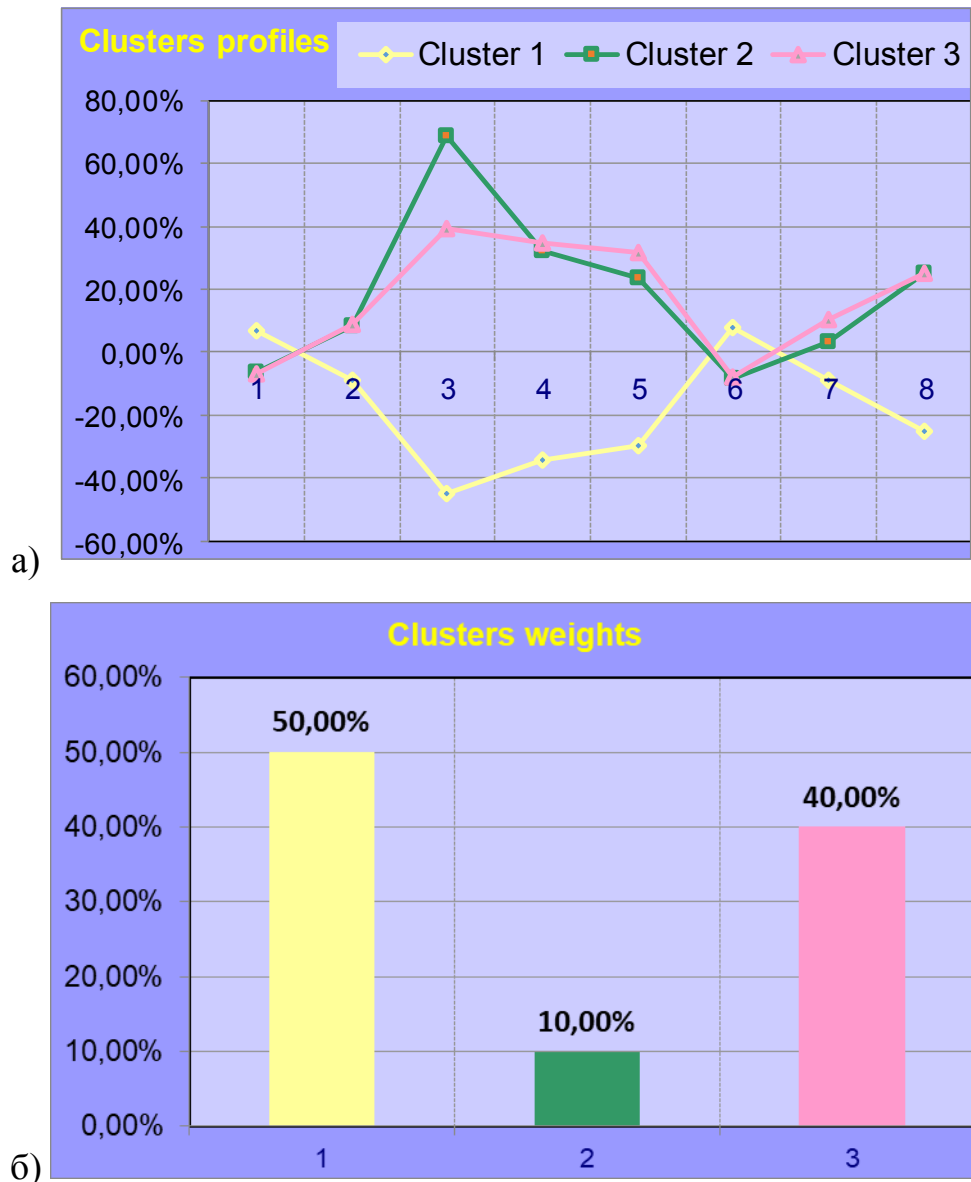 Clusters profiles
Cluster 1 Cluster 2 Cluster 3
80,00%
60,00%
40,00%
20,00%
0,00%
1 2 3 4 5 6 7 8
-20,00%
-40,00%
-60,00%
а)
Clusters weights
60,00%
50,00%
50,00%
40,00%
40,00%
30,00%
20,00%
10,00%
10,00%
0,00%
1 2 3
б)